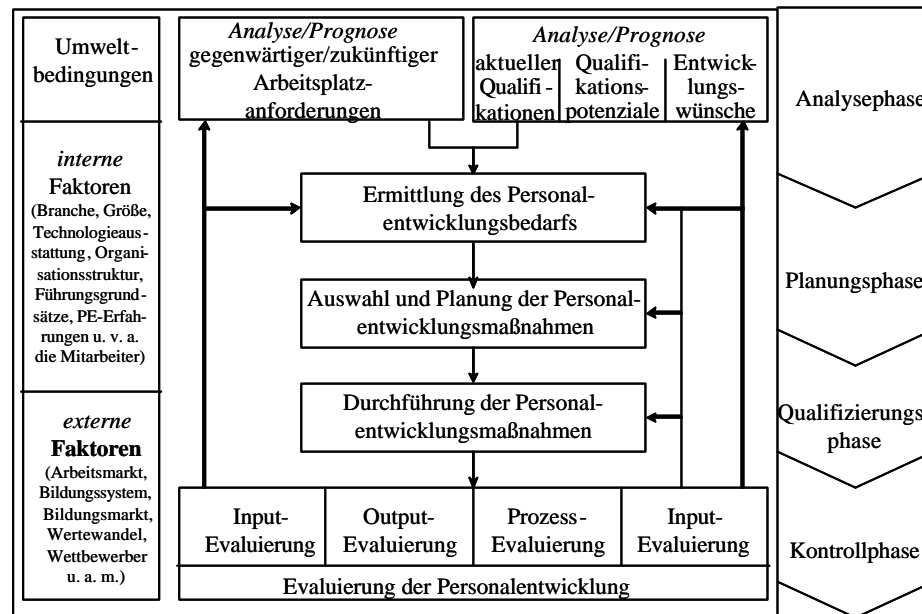 Umwelt-
bedingungen
interne
Faktoren
(Branche, Größe,
Technologieaus-
stattung, Organi-
sationsstruktur,
Führungsgrund-
sätze, PE-Erfah-
rungen u. v. a.
die Mitarbeiter)
externe
Faktoren
(Arbeitsmarkt,
Bildungssystem,
Bildungsmarkt,
Wertewandel,
Wettbewerber
u. a. m.)
Analyse/Prognose
gegenwärtiger/zukünftiger
Arbeitsplatz-
anforderungen
Analyse/Prognose
aktueller
Qualifi-
kationen
Qualifi-
kations-
potenziale
Entwick-
lungs-
wünsche
Ermittlung des Personal-
entwicklungsbedarfs
Auswahl und Planung der Personal-
entwicklungsmaßnahmen
Durchführung der Personal-
entwicklungsmaßnahmen
Input-
Evaluierung
Output-
Evaluierung
Prozess-
Evaluierung
Input-
Evaluierung
Evaluierung der Personalentwicklung
Analysephase
Planungsphase
Qualifizierungs
phase
Kontrollphase